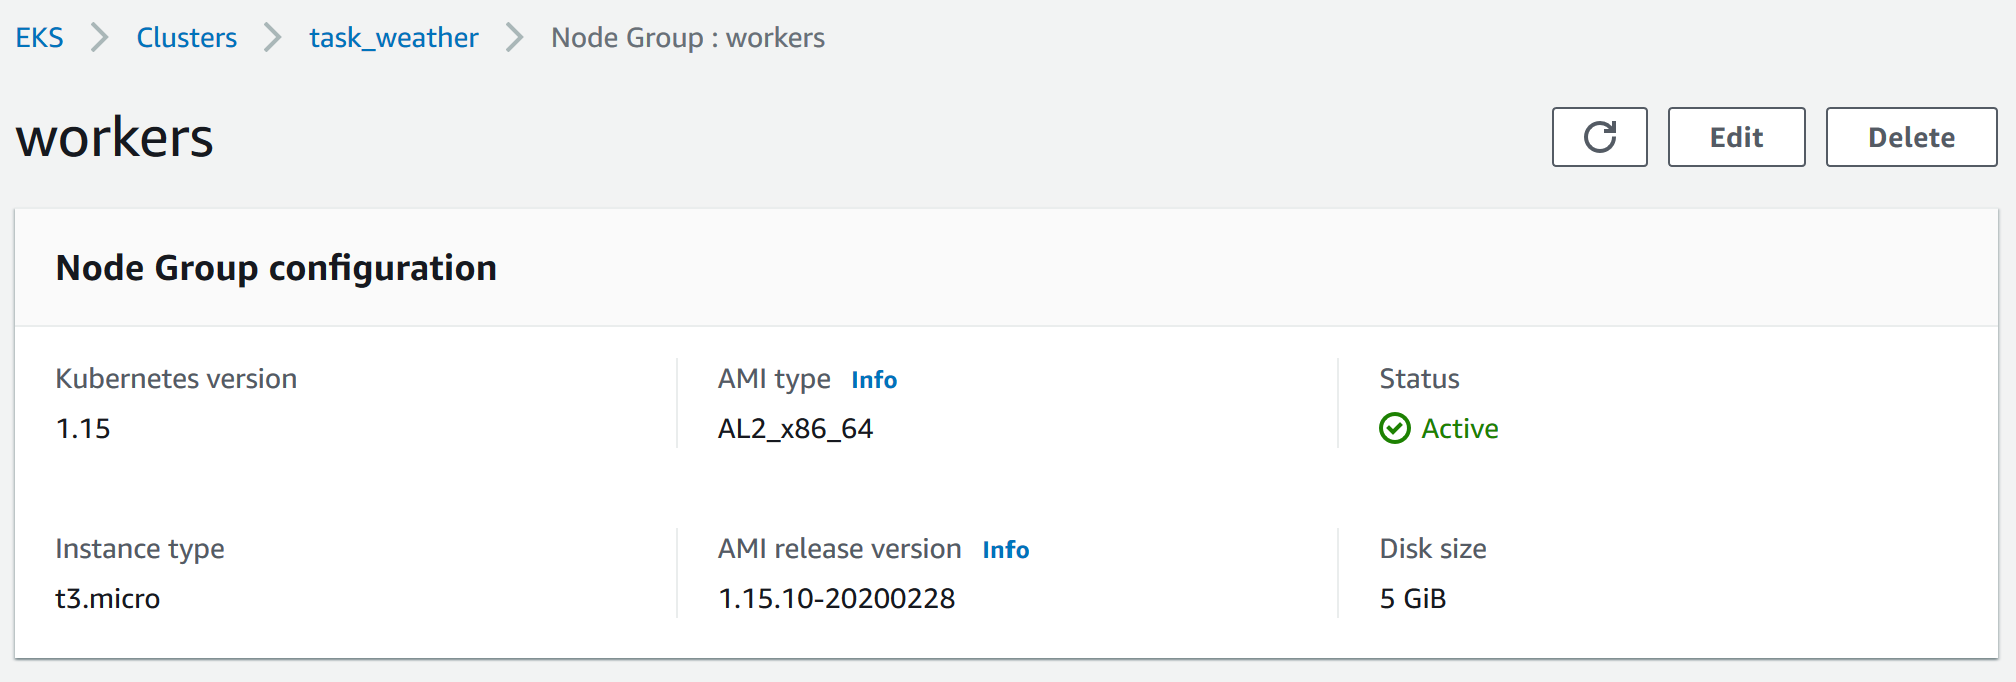 EKS Clusters task_weather Node Group : workers
workers
Edit Delete
Node Group configuration
Kubernetes version
1.15
AMI type Info
AL2_x86_64
Status
Active
Instance type
t3.micro
AMI release version Info
1.15.10-20200228
Disk size
5 GiB